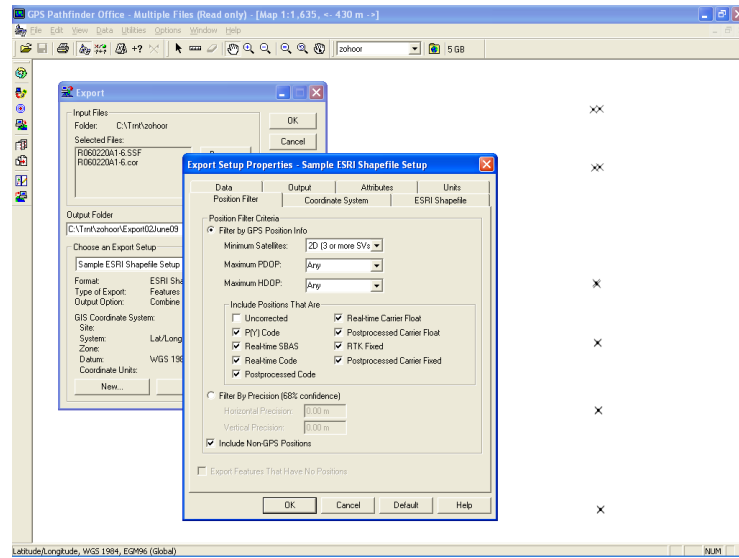 GPS Pathfinder Office - Multiple Files (Read only) - [Map 1:1,635, <- 430 m ->]
File Edit View Data Utilities Options Window Help
zohoor 5 GB
Export
Input Files
Folder: C:\Trnt\zohoor
OK
Selected Files:
Cancel
R060220A1-6.SSF
R060220A1-6.cor
Output Folder
C:\Trnt\zohoor\Export02June09
Choose an Export Setup
Sample ESRI Shapefile Setup
Format: ESRI Sha
Type of Export: Features
Output Option: Combine
GIS Coordinate System:
Site:
System: Lat/Long
Zone:
Datum: WGS 198
Coordinate Units:
New...
Export Setup Properties - Sample ESRI Shapefile Setup
Data Output Attributes Units
Position Filter Coordinate System ESRI Shapefile
Position Filter Criteria
Filter by GPS Position Info
Minimum Satellites: 2D (3 or more SVs
Maximum PDOP: Any
Maximum HDOP: Any
Include Positions That Are
Uncorrected Real-time Carrier Float
P(Y) Code Postprocessed Carrier Float
Real-time SBAS RTK Fixed
Real-time Code Postprocessed Carrier Fixed
Postprocessed Code
Filter By Precision (68% confidence)
Horizontal Precision: 0.00 m
Vertical Precision: 0.00 m
Include Non-GPS Positions
Export Features That Have No Positions
OK Cancel Default Help
Latitude/Longitude, WGS 1984, EGM96 (Global) NUM